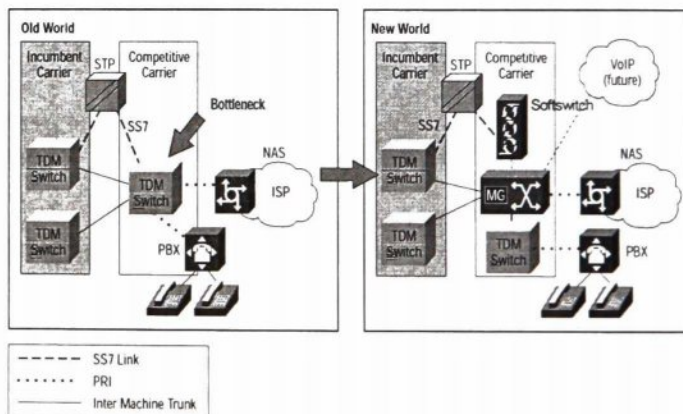 Old World
Incumbent
Carrier
STP
Competitive
Carrier
Bottleneck
SS7
TDM
Switch
TDM
Switch
TDM
Switch
NAS
ISP
PBX
New World
Incumbent
Carrier
STP
Competitive
Carrier
VoIP
(future)
Softswitch
SS7
TDM
Switch
MG
NAS
ISP
TDM
Switch
TDM
Switch
PBX
SS7 Link
PRI
Inter Machine Trunk